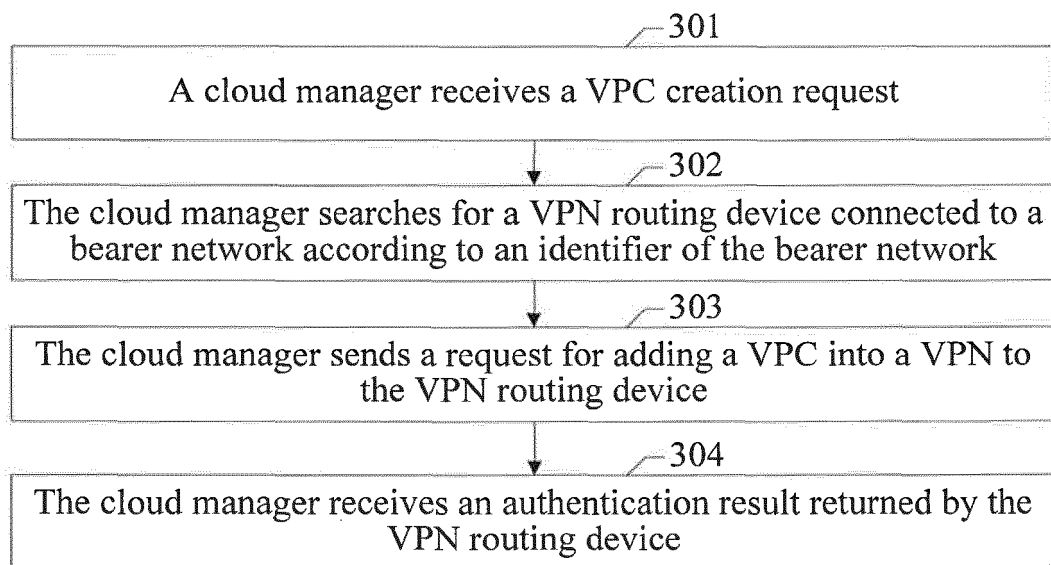 301
A cloud manager receives a VPC creation request
302
The cloud manager searches for a VPN routing device connected to a
bearer network according to an identifier of the bearer network
303
The cloud manager sends a request for adding a VPC into a VPN to
the VPN routing device
304
The cloud manager receives an authentication result returned by the
VPN routing device